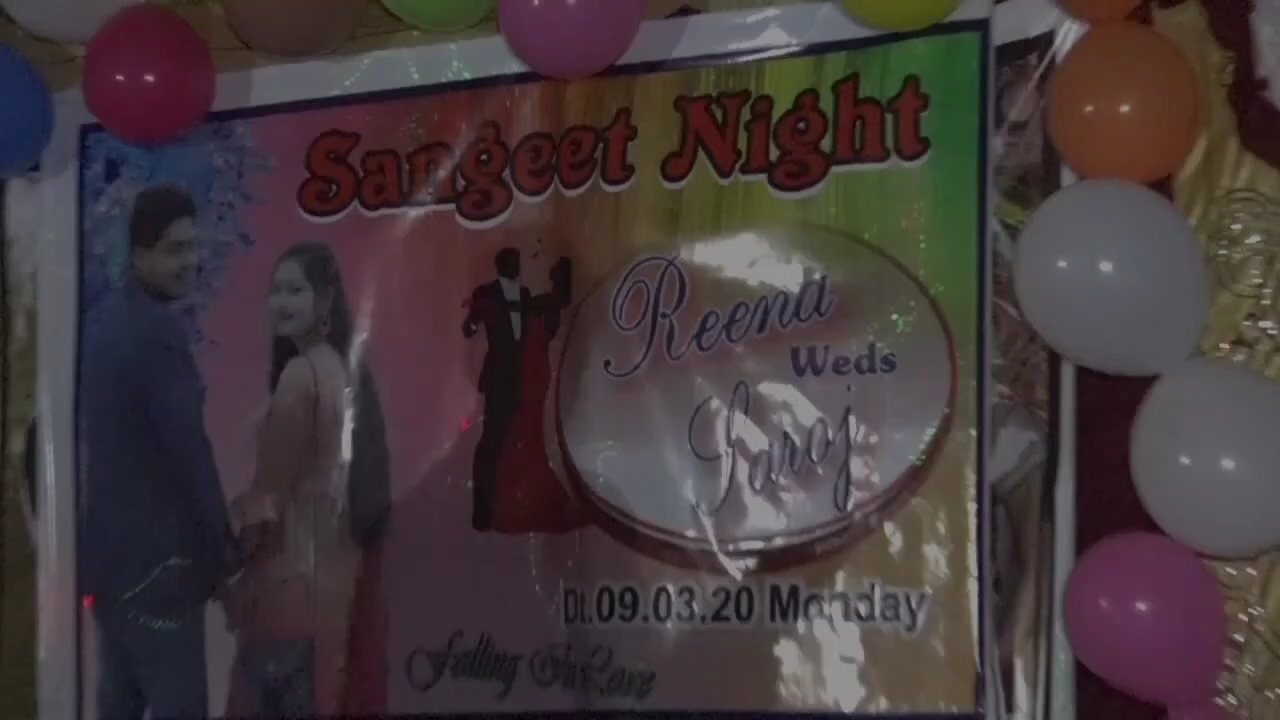 Sangeet Night
Reena
Weds
Saroj
Dt.09.03.20 Monday
Falling In Love